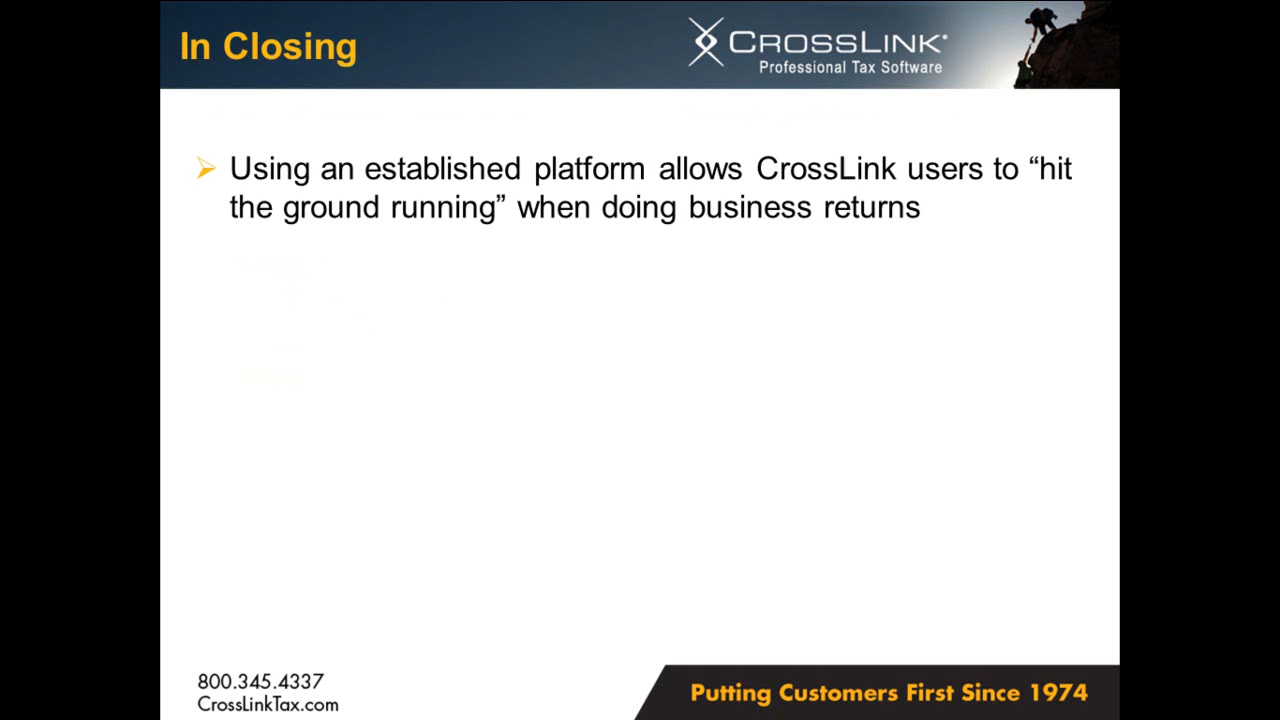 In Closing
CROSSLINK
Professional Tax Software
➢ Using an established platform allows CrossLink users to “hit
the ground running” when doing business returns
800.345.4337
CrossLinkTax.com
Putting Customers First Since 1974